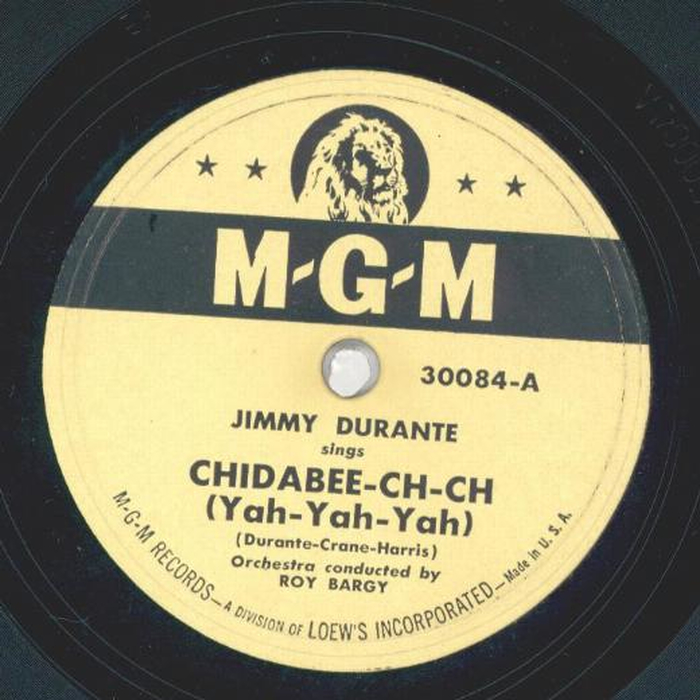 M-G-M
30084-A
JIMMY DURANTE
sings
CHIDABEE-CH-CH
(Yah-Yah-Yah)
(Durante-Crane-Harris)
Orchestra conducted by
ROY BARGY
M-G-M RECORDS—A DIVISION OF LOEW'S INCORPORATED—Made in U. S. A.